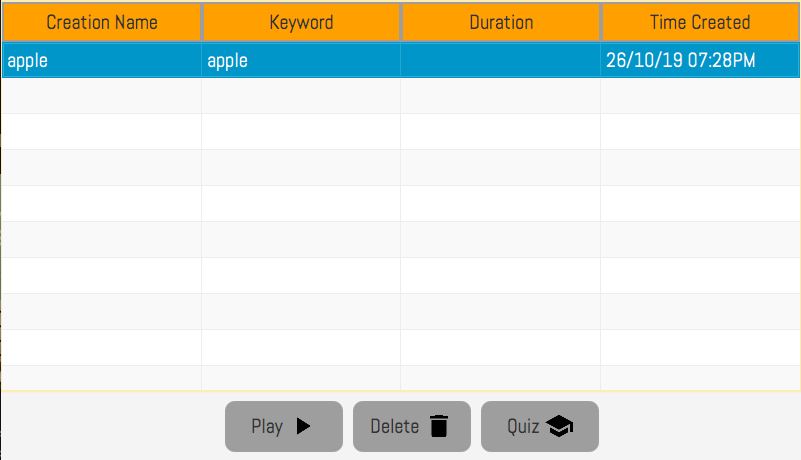 Creation Name Keyword Duration Time Created
apple apple 26/10/19 07:28PM
Play Delete Quiz